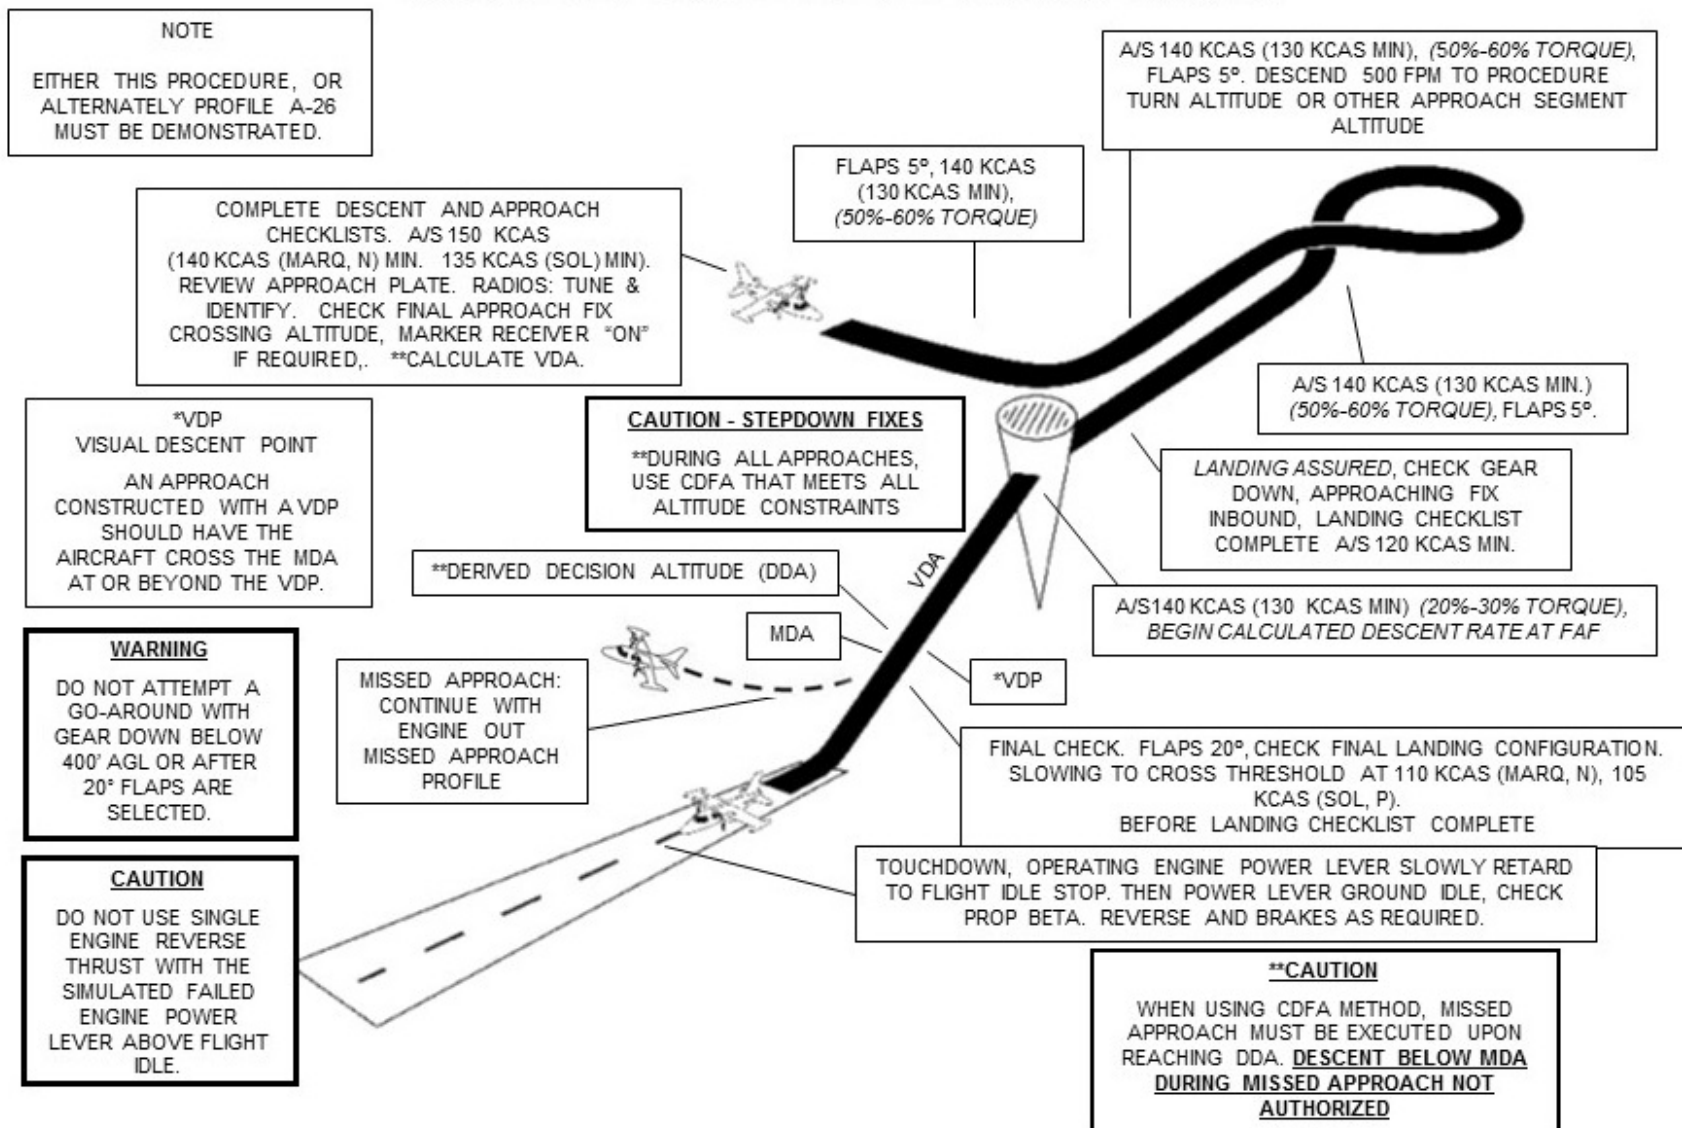 NOTE
EITHER THIS PROCEDURE, OR
ALTERNATELY PROFILE A-26
MUST BE DEMONSTRATED.
A/S 140 KCAS (130 KCAS MIN), (50%-60% TORQUE),
FLAPS 5º. DESCEND 500 FPM TO PROCEDURE
TURN ALTITUDE OR OTHER APPROACH SEGMENT
ALTITUDE
FLAPS 5º, 140 KCAS
(130 KCAS MIN),
(50%-60% TORQUE)
COMPLETE DESCENT AND APPROACH
CHECKLISTS. A/S 150 KCAS
(140 KCAS (MARQ, N) MIN. 135 KCAS (SOL) MIN).
REVIEW APPROACH PLATE. RADIOS: TUNE &
IDENTIFY. CHECK FINAL APPROACH FIX
CROSSING ALTITUDE, MARKER RECEIVER "ON"
IF REQUIRED,. **CALCULATE VDA.
A/S 140 KCAS (130 KCAS MIN.)
(50%-60% TORQUE), FLAPS 5º.
*VDP
VISUAL DESCENT POINT
AN APPROACH
CONSTRUCTED WITH A VDP
SHOULD HAVE THE
AIRCRAFT CROSS THE MDA
AT OR BEYOND THE VDP.
CAUTION - STEPDOWN FIXES
**DURING ALL APPROACHES,
USE CDFA THAT MEETS ALL
ALTITUDE CONSTRAINTS
LANDING ASSURED, CHECK GEAR
DOWN, APPROACHING FIX
INBOUND, LANDING CHECKLIST
COMPLETE A/S 120 KCAS MIN.
**DERIVED DECISION ALTITUDE (DDA)
VDA
A/S140 KCAS (130 KCAS MIN) (20%-30% TORQUE),
BEGIN CALCULATED DESCENT RATE AT FAF
MDA
*VDP
WARNING
DO NOT ATTEMPT A
GO-AROUND WITH
GEAR DOWN BELOW
400' AGL OR AFTER
20° FLAPS ARE
SELECTED.
MISSED APPROACH:
CONTINUE WITH
ENGINE OUT
MISSED APPROACH
PROFILE
FINAL CHECK. FLAPS 20º, CHECK FINAL LANDING CONFIGURATION.
SLOWING TO CROSS THRESHOLD AT 110 KCAS (MARQ, N), 105
KCAS (SOL, P).
BEFORE LANDING CHECKLIST COMPLETE
TOUCHDOWN, OPERATING ENGINE POWER LEVER SLOWLY RETARD
TO FLIGHT IDLE STOP. THEN POWER LEVER GROUND IDLE, CHECK
PROP BETA. REVERSE AND BRAKES AS REQUIRED.
CAUTION
DO NOT USE SINGLE
ENGINE REVERSE
THRUST WITH THE
SIMULATED FAILED
ENGINE POWER
LEVER ABOVE FLIGHT
IDLE.
**CAUTION
WHEN USING CDFA METHOD, MISSED
APPROACH MUST BE EXECUTED UPON
REACHING DDA. DESCENT BELOW MDA
DURING MISSED APPROACH NOT
AUTHORIZED